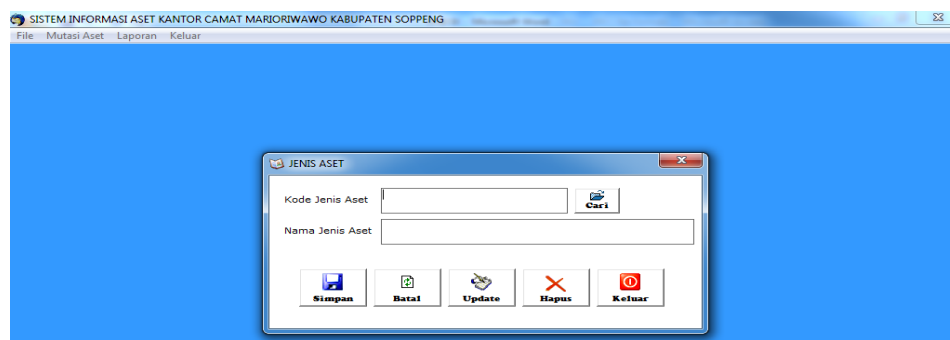 SISTEM INFORMASI ASET KANTOR CAMAT MARIORIWAWO KABUPATEN SOPPENG
File Mutasi Aset Laporan Keluar
JENIS ASET
Kode Jenis Aset Cari
Nama Jenis Aset
Simpan Batal Update Hapus Keluar